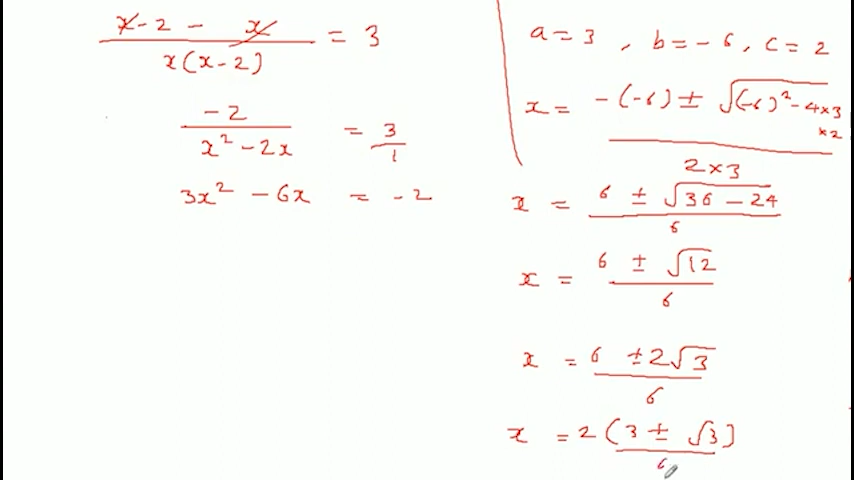 x - 2 - x / x(x-2) = 3
-2 / x² - 2x = 3/1
3x² - 6x = -2
a = 3 , b = -6 , c = 2
x = -(-6) ± √(-6)² - 4×3×2 / 2×3
x = 6 ± √36 - 24 / 6
x = 6 ± √12 / 6
x = 6 ± 2√3 / 6
x = 2 (3 ± √3) / 6